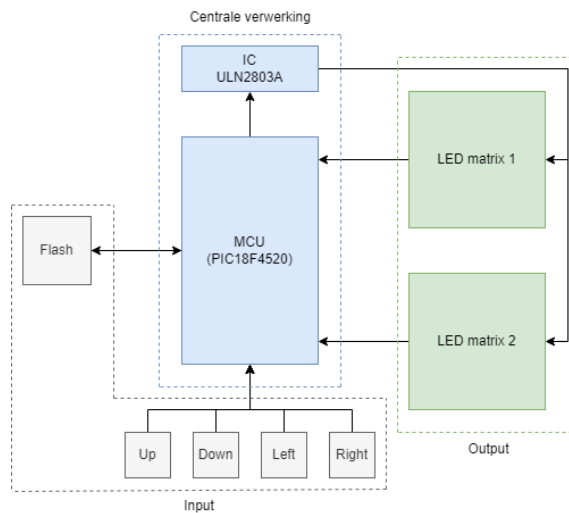 Centrale verwerking
IC
ULN2803A
LED matrix 1
MCU
(PIC18F4520)
Flash
LED matrix 2
Up
Down
Left
Right
Output
Input